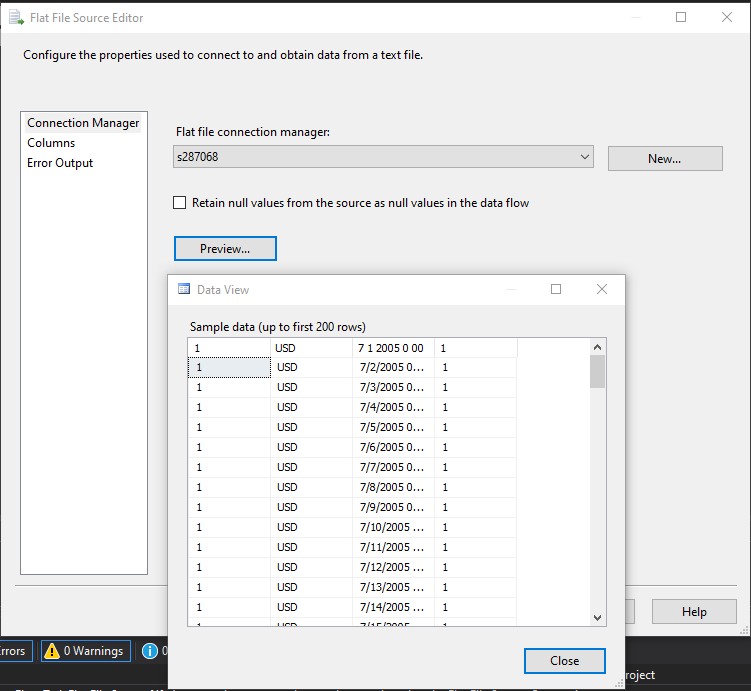 Flat File Source Editor
Configure the properties used to connect to and obtain data from a text file.
Connection Manager
Columns
Error Output
Flat file connection manager:
s287068
New...
Retain null values from the source as null values in the data flow
Preview...
Data View
Sample data (up to first 200 rows)
1 USD 7 1 2005 0 00 1
1 USD 7/2/2005 0... 1
1 USD 7/3/2005 0... 1
1 USD 7/4/2005 0... 1
1 USD 7/5/2005 0... 1
1 USD 7/6/2005 0... 1
1 USD 7/7/2005 0... 1
1 USD 7/8/2005 0... 1
1 USD 7/9/2005 0... 1
1 USD 7/10/2005 ... 1
1 USD 7/11/2005 ... 1
1 USD 7/12/2005 ... 1
1 USD 7/13/2005 ... 1
1 USD 7/14/2005 ... 1
Help
Close
rrors
0 Warnings
0
roject